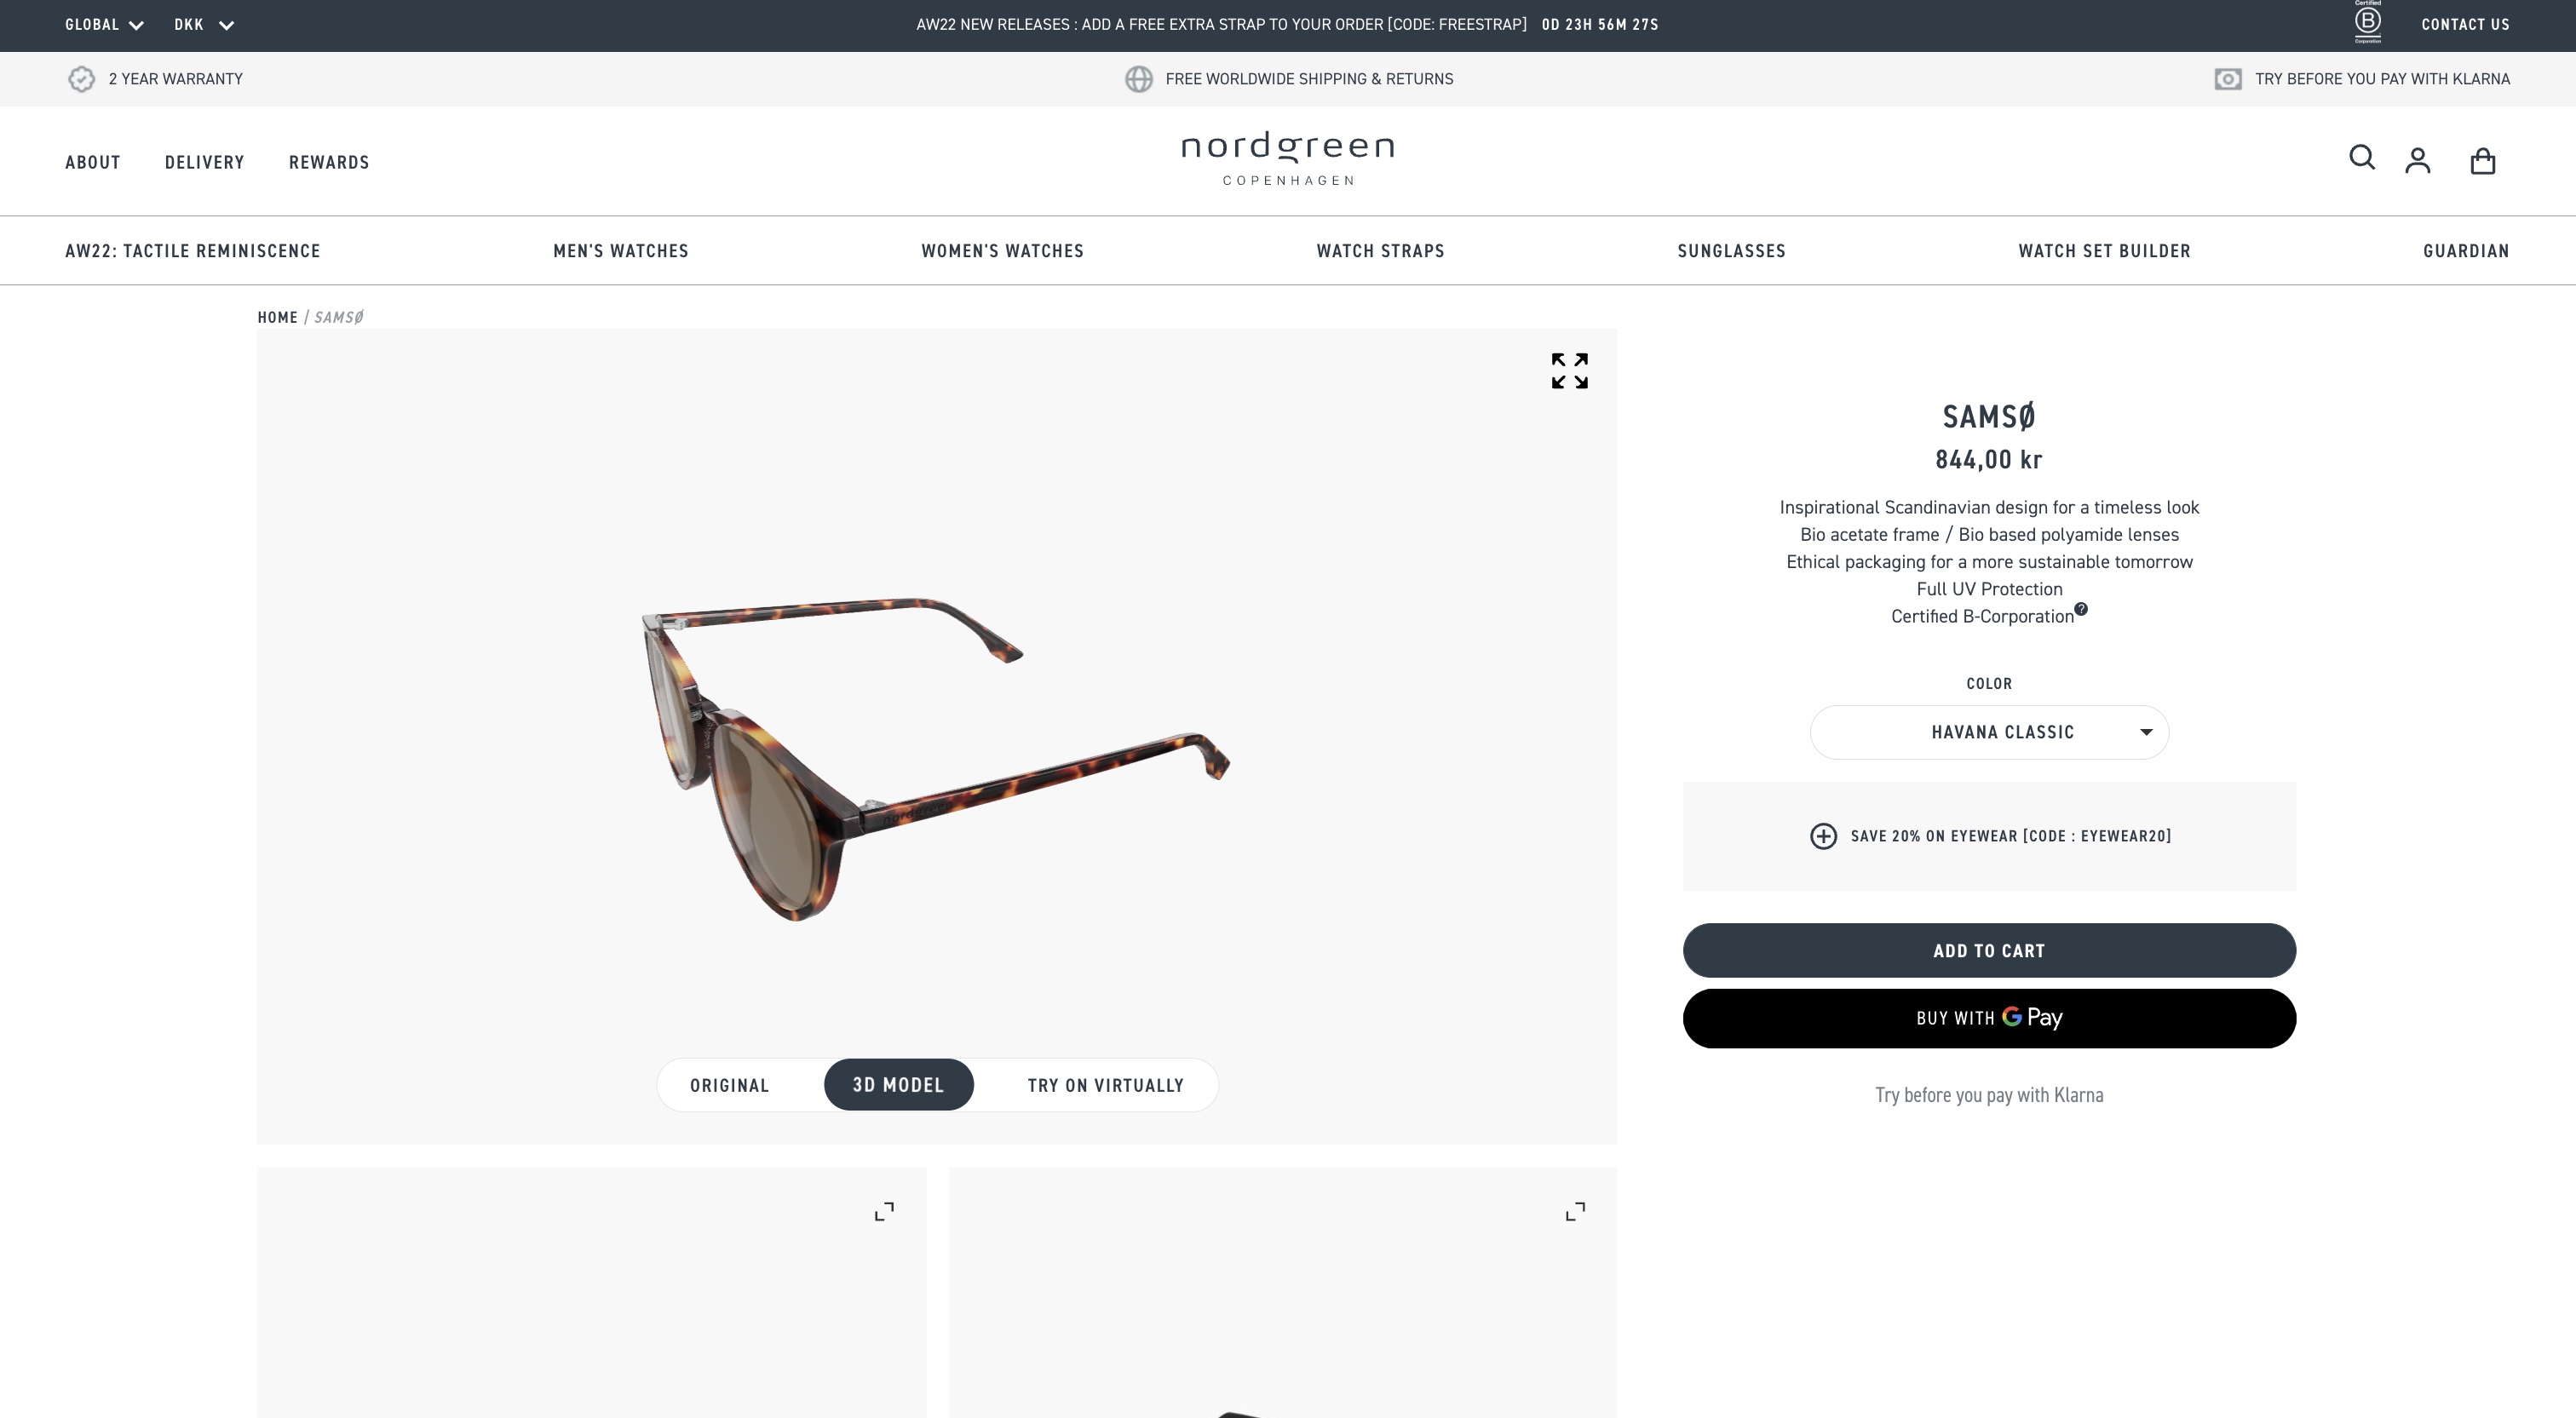 GLOBAL
DKK
AW22 NEW RELEASES : ADD A FREE EXTRA STRAP TO YOUR ORDER [CODE: FREESTRAP] 0D 23H 56M 27S
Certified
B
Corporation
CONTACT US
2 YEAR WARRANTY
FREE WORLDWIDE SHIPPING & RETURNS
TRY BEFORE YOU PAY WITH KLARNA
ABOUT
DELIVERY
REWARDS
nordgreen
COPENHAGEN
AW22: TACTILE REMINISCENCE
MEN'S WATCHES
WOMEN'S WATCHES
WATCH STRAPS
SUNGLASSES
WATCH SET BUILDER
GUARDIAN
HOME / SAMSØ
nordgreen
ORIGINAL
3D MODEL
TRY ON VIRTUALLY
SAMSØ
844,00 kr
Inspirational Scandinavian design for a timeless look
Bio acetate frame / Bio based polyamide lenses
Ethical packaging for a more sustainable tomorrow
Full UV Protection
Certified B-Corporation?
COLOR
HAVANA CLASSIC
SAVE 20% ON EYEWEAR [CODE : EYEWEAR20]
ADD TO CART
BUY WITH G Pay
Try before you pay with Klarna